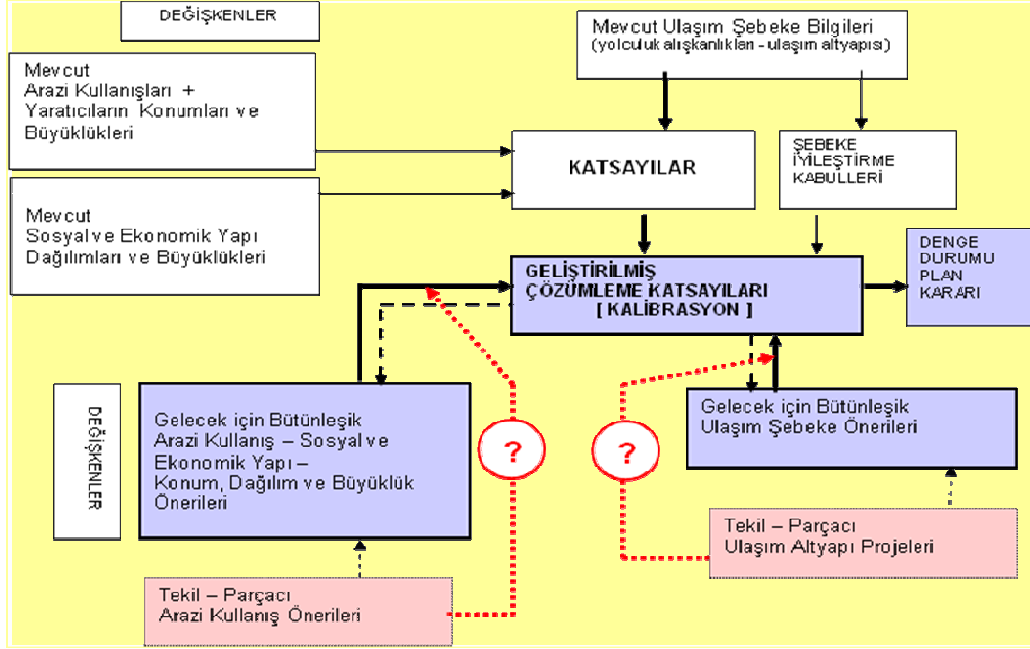 DEĞİŞKENLER
Mevcut Ulaşım Şebeke Bilgileri
(yolculuk alışkanlıkları - ulaşım altyapısı)
Mevcut
Arazi Kullanışları +
Yaratıcıların Konumları ve
Büyüklükleri
KATSAYILAR
ŞEBEKE
İYİLEŞTİRME
KABULLERİ
Mevcut
Sosyal ve Ekonomik Yapı
Dağılımları ve Büyüklükleri
GELİŞTİRİLMİŞ
ÇÖZÜMLEME KATSAYILARI
[ KALİBRASYON ]
DENGE
DURUMU
PLAN
KARARI
DEĞİŞKENLER
Gelecek için Bütünleşik
Arazi Kullanış – Sosyal ve
Ekonomik Yapı –
Konum, Dağılım ve Büyüklük
Önerileri
?
?
Gelecek için Bütünleşik
Ulaşım Şebeke Önerileri
Tekil – Parçacı
Ulaşım Altyapı Projeleri
Tekil – Parçacı
Arazi Kullanış Önerileri